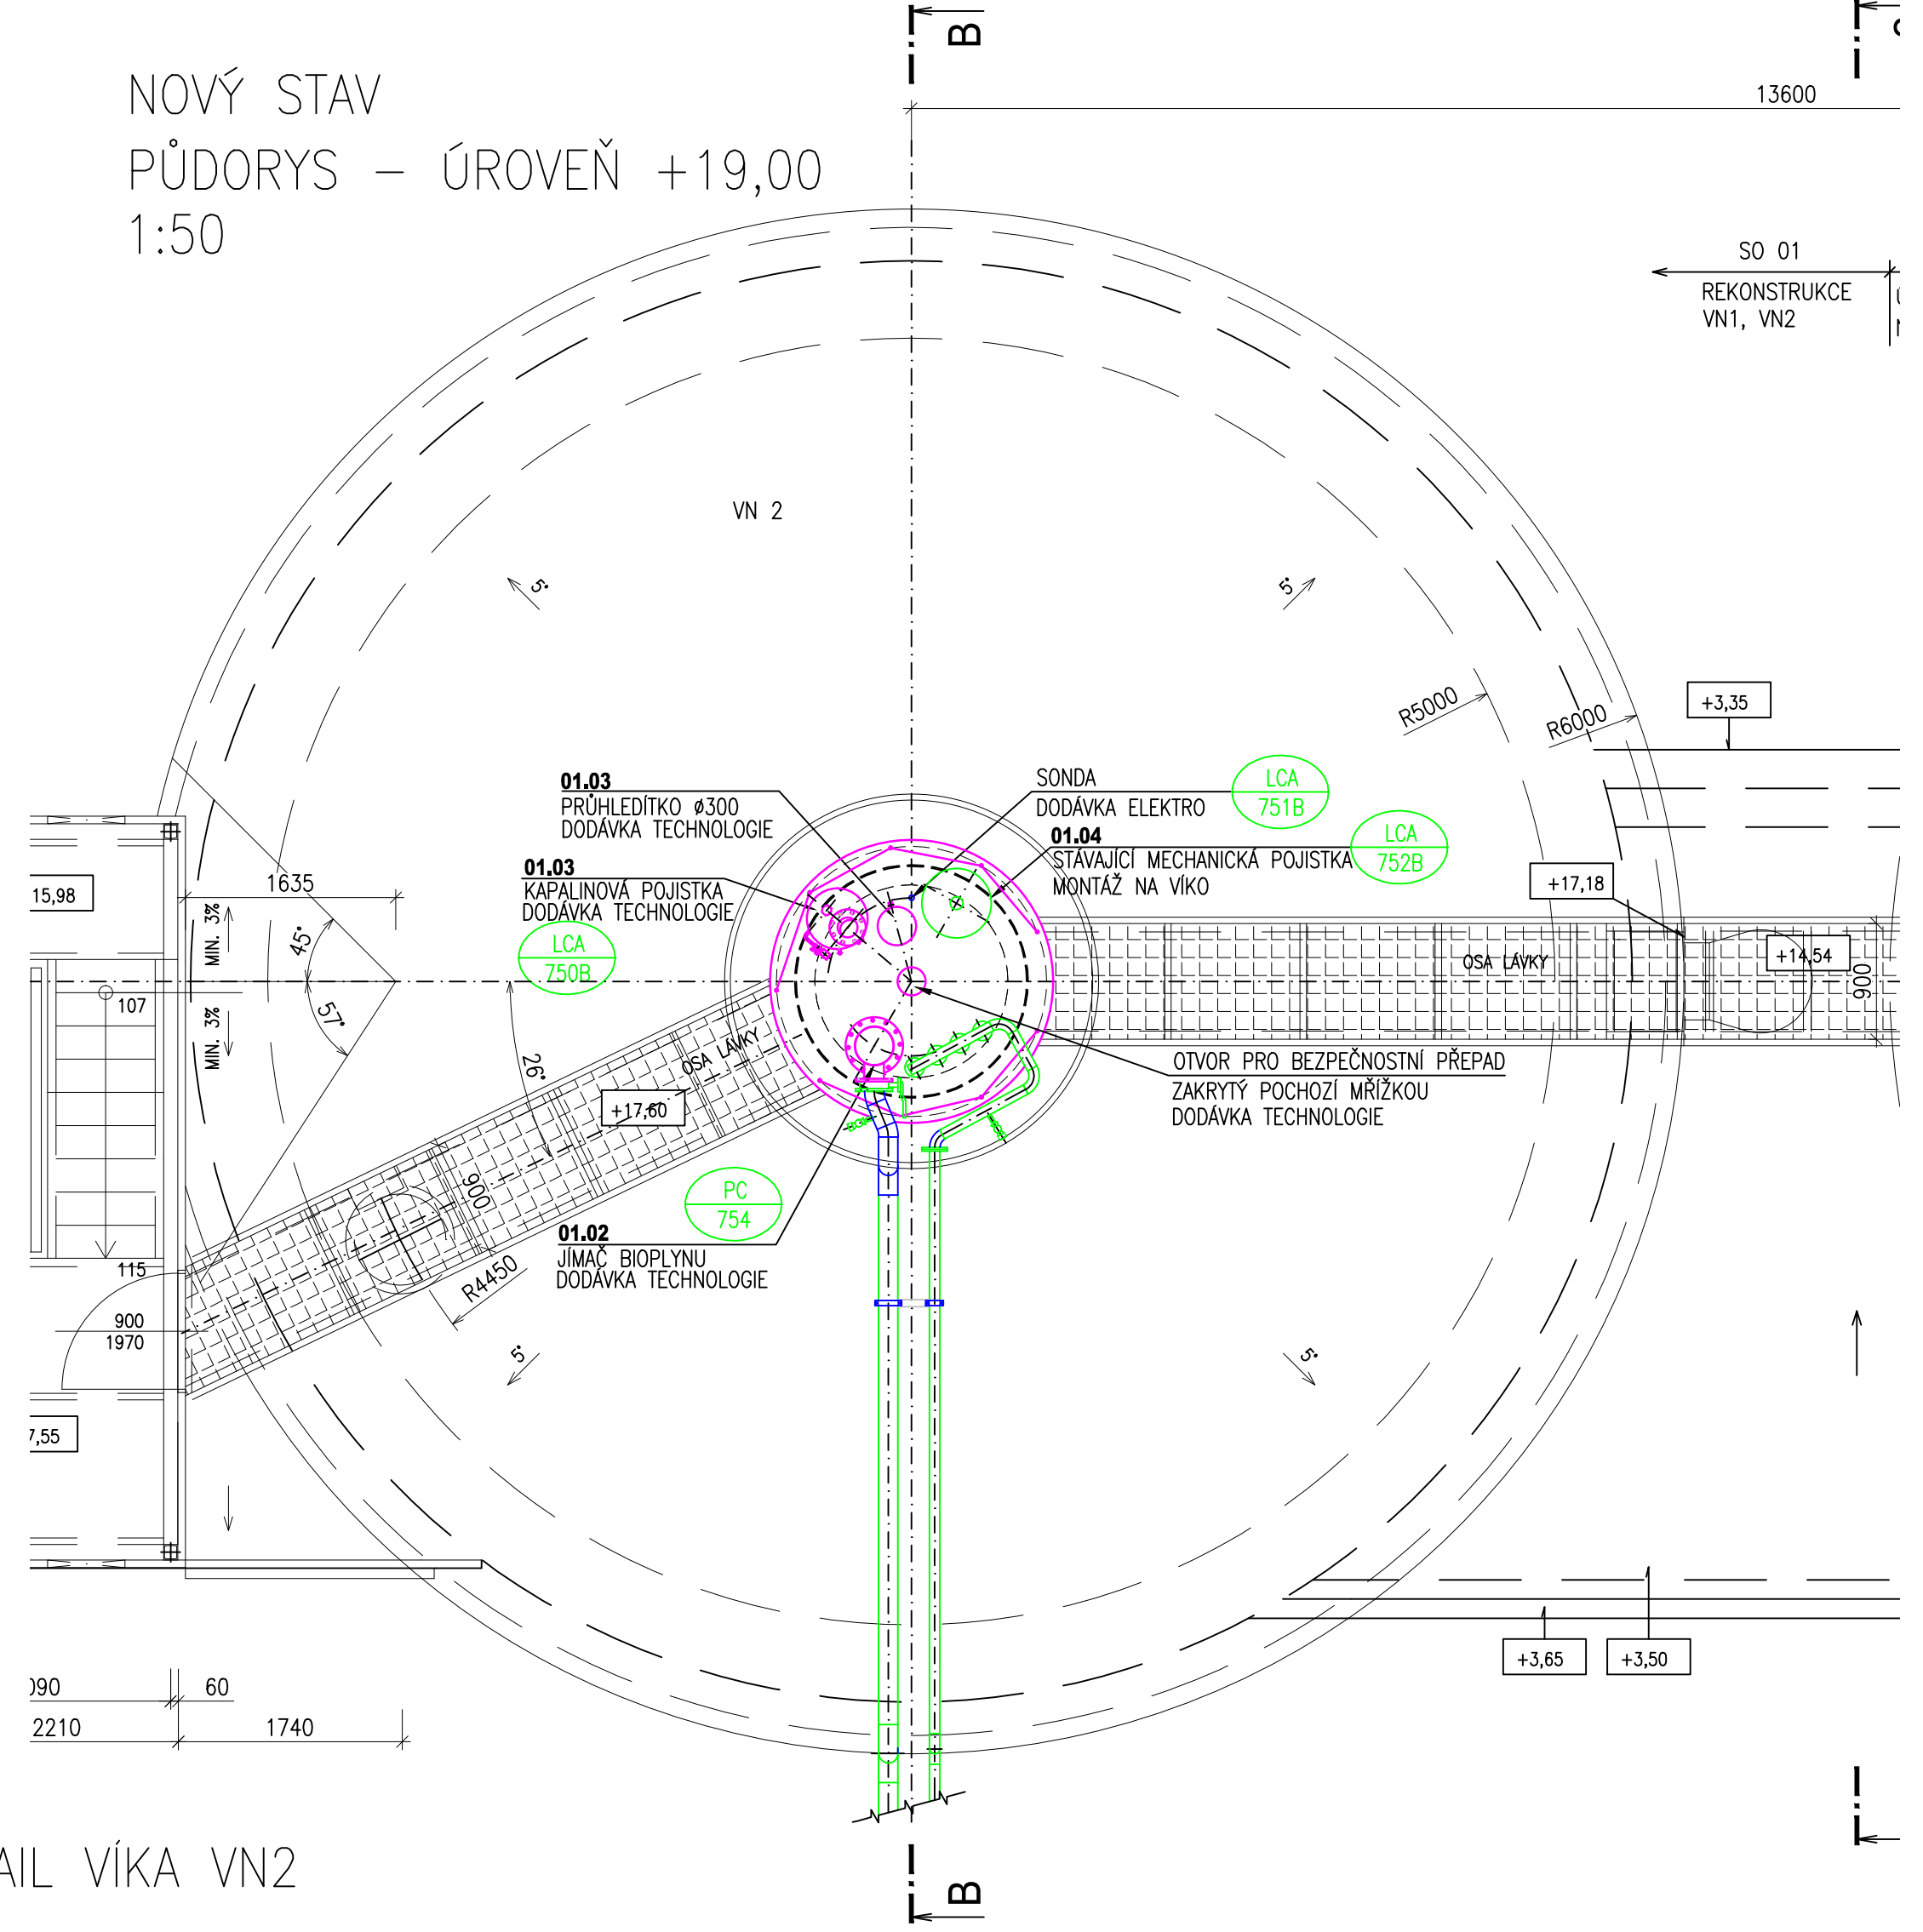 NOVÝ STAV
PŮDORYS – ÚROVEŇ +19,00
1:50
B
13600
SO 01
REKONSTRUKCE
VN1, VN2
VN 2
5°
5°
R5000
R6000
+3,35
01.03
PRŮHLEDÍTKO ø300
DODÁVKA TECHNOLOGIE
SONDA
DODÁVKA ELEKTRO
LCA
751B
01.04
STÁVAJÍCÍ MECHANICKÁ POJISTKA
MONTÁŽ NA VÍKO
LCA
752B
01.03
KAPALINOVÁ POJISTKA
DODÁVKA TECHNOLOGIE
LCA
750B
15,98
1635
MIN. 3%
45°
+17,18
OSA LÁVKY
+14,54
900
107
MIN. 3%
57°
26°
OSA LÁVKY
+17,60
OTVOR PRO BEZPEČNOSTNÍ PŘEPAD
ZAKRYTÝ POCHOZÍ MŘÍŽKOU
DODÁVKA TECHNOLOGIE
900
PC
754
01.02
JÍMAČ BIOPLYNU
DODÁVKA TECHNOLOGIE
R4450
115
900
1970
5°
5°
7,55
+3,65
+3,50
090
60
2210
1740
AIL VÍKA VN2
B